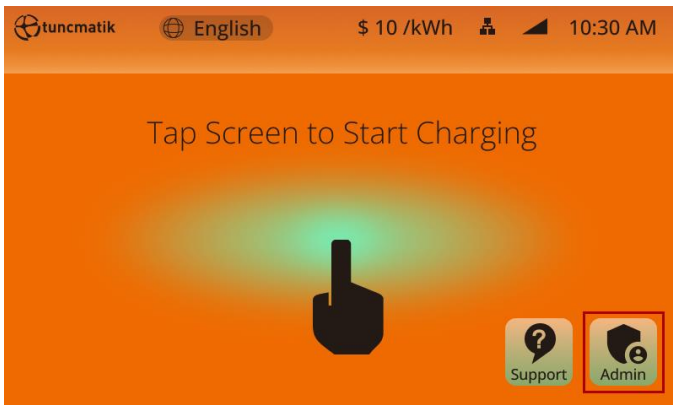 tuncmatik English $ 10 /kWh 10:30 AM
Tap Screen to Start Charging
?
Support Admin